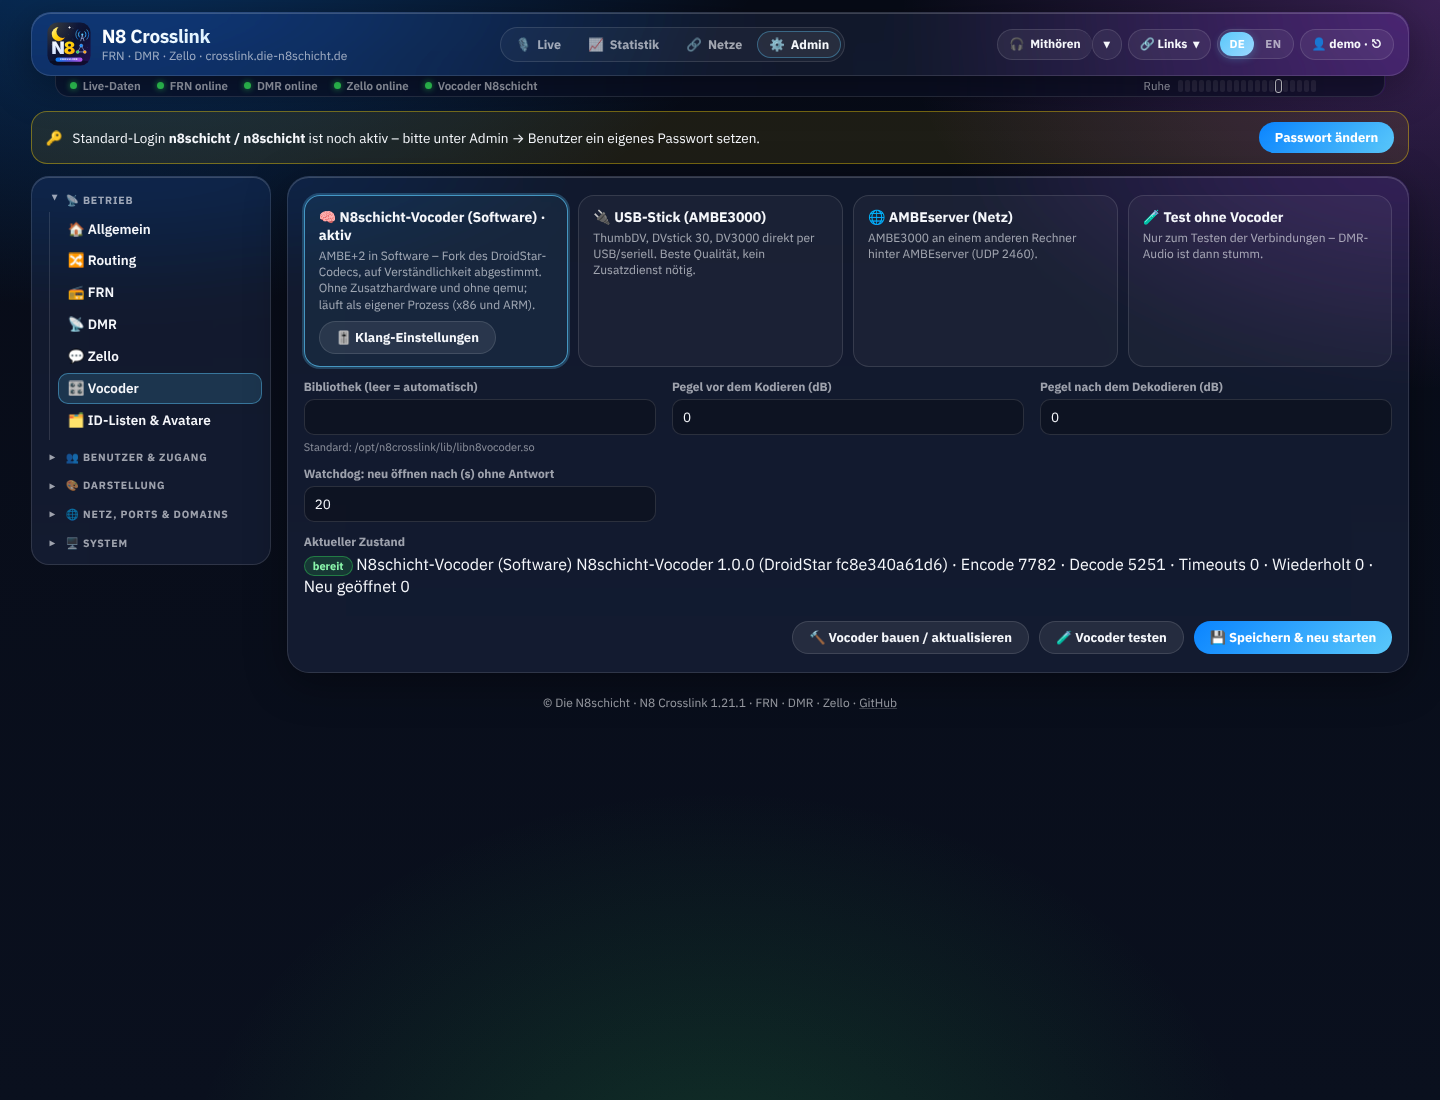 N8 Crosslink
FRN · DMR · Zello · crosslink.die-n8schicht.de
🎙️ Live
📈 Statistik
🔗 Netze
⚙️ Admin
🎧 Mithören
▼
🔗 Links ▼
DE
EN
👤 demo · ⎋
Live-Daten
FRN online
DMR online
Zello online
Vocoder N8schicht
Ruhe
🔑 Standard-Login n8schicht / n8schicht ist noch aktiv – bitte unter Admin → Benutzer ein eigenes Passwort setzen.
Passwort ändern
▼ 📡 BETRIEB
🏠 Allgemein
🔀 Routing
📻 FRN
📡 DMR
💬 Zello
🎛️ Vocoder
🗂️ ID-Listen & Avatare
► 👥 BENUTZER & ZUGANG
► 🎨 DARSTELLUNG
► 🌐 NETZ, PORTS & DOMAINS
► 🖥️ SYSTEM
🧠 N8schicht-Vocoder (Software) ·
aktiv
AMBE+2 in Software – Fork des DroidStar-
Codecs, auf Verständlichkeit abgestimmt.
Ohne Zusatzhardware und ohne qemu;
läuft als eigener Prozess (x86 und ARM).
🎚️ Klang-Einstellungen
🔌 USB-Stick (AMBE3000)
ThumbDV, DVstick 30, DV3000 direkt per
USB/seriell. Beste Qualität, kein
Zusatzdienst nötig.
🌐 AMBEserver (Netz)
AMBE3000 an einem anderen Rechner
hinter AMBEserver (UDP 2460).
🧪 Test ohne Vocoder
Nur zum Testen der Verbindungen – DMR-
Audio ist dann stumm.
Bibliothek (leer = automatisch)
Standard: /opt/n8crosslink/lib/libn8vocoder.so
Pegel vor dem Kodieren (dB)
0
Pegel nach dem Dekodieren (dB)
0
Watchdog: neu öffnen nach (s) ohne Antwort
20
Aktueller Zustand
bereit N8schicht-Vocoder (Software) N8schicht-Vocoder 1.0.0 (DroidStar fc8e340a61d6) · Encode 7782 · Decode 5251 · Timeouts 0 · Wiederholt 0 ·
Neu geöffnet 0
🔨 Vocoder bauen / aktualisieren
🧪 Vocoder testen
💾 Speichern & neu starten
© Die N8schicht · N8 Crosslink 1.21.1 · FRN · DMR · Zello · GitHub